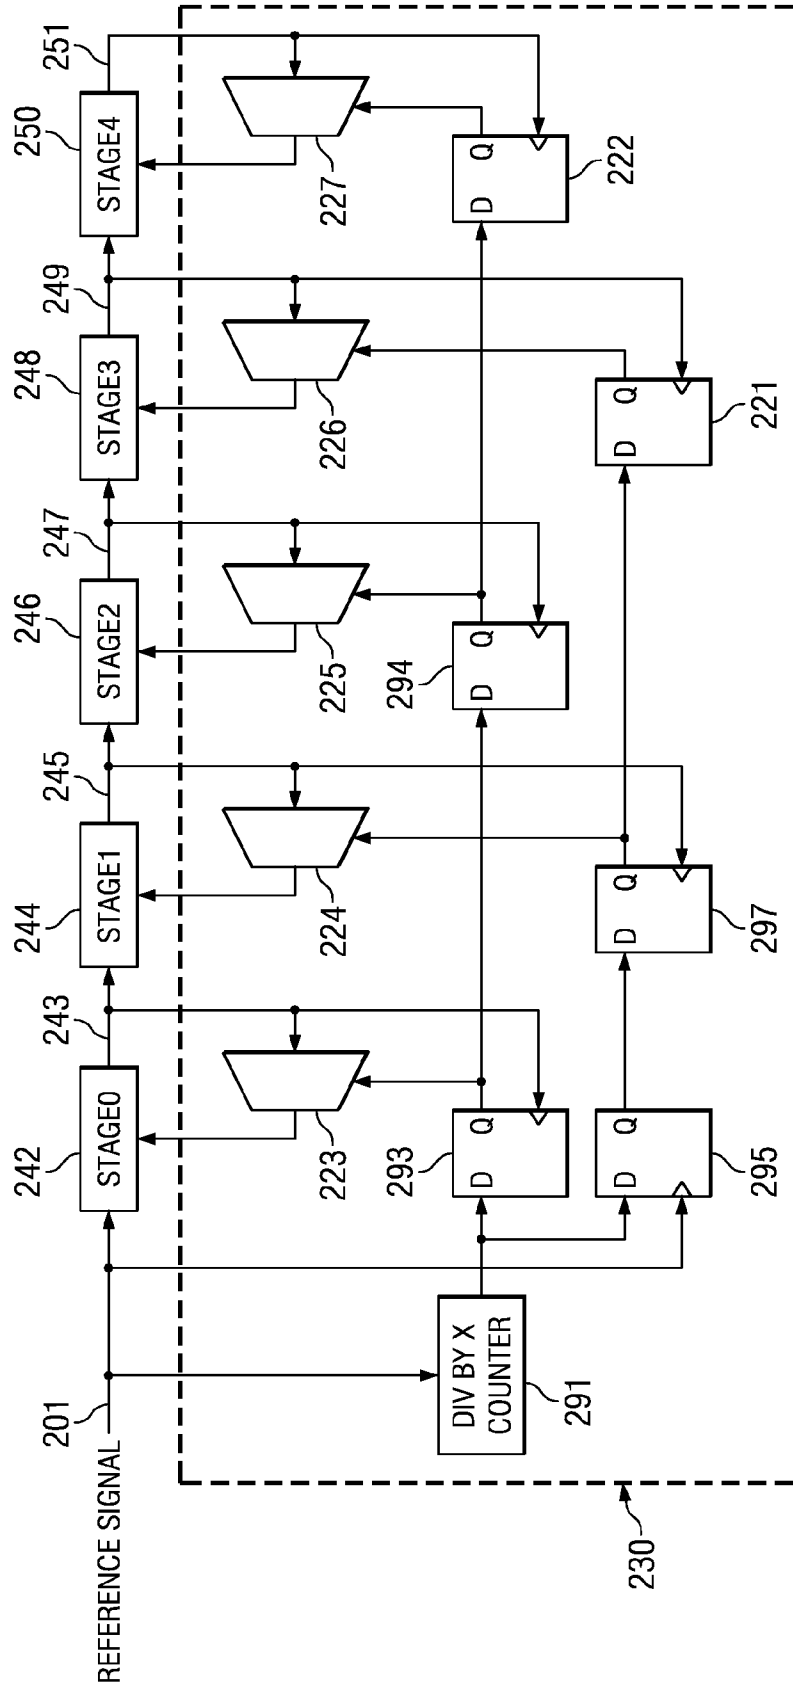 242
244
246
248
250
201
243
245
247
249
251
REFERENCE SIGNAL
STAGE0
STAGE1
STAGE2
STAGE3
STAGE4
223
224
225
226
227
DIV BY X
COUNTER
291
D Q
293
D Q
294
D Q
222
D Q
295
D Q
297
D Q
221
230